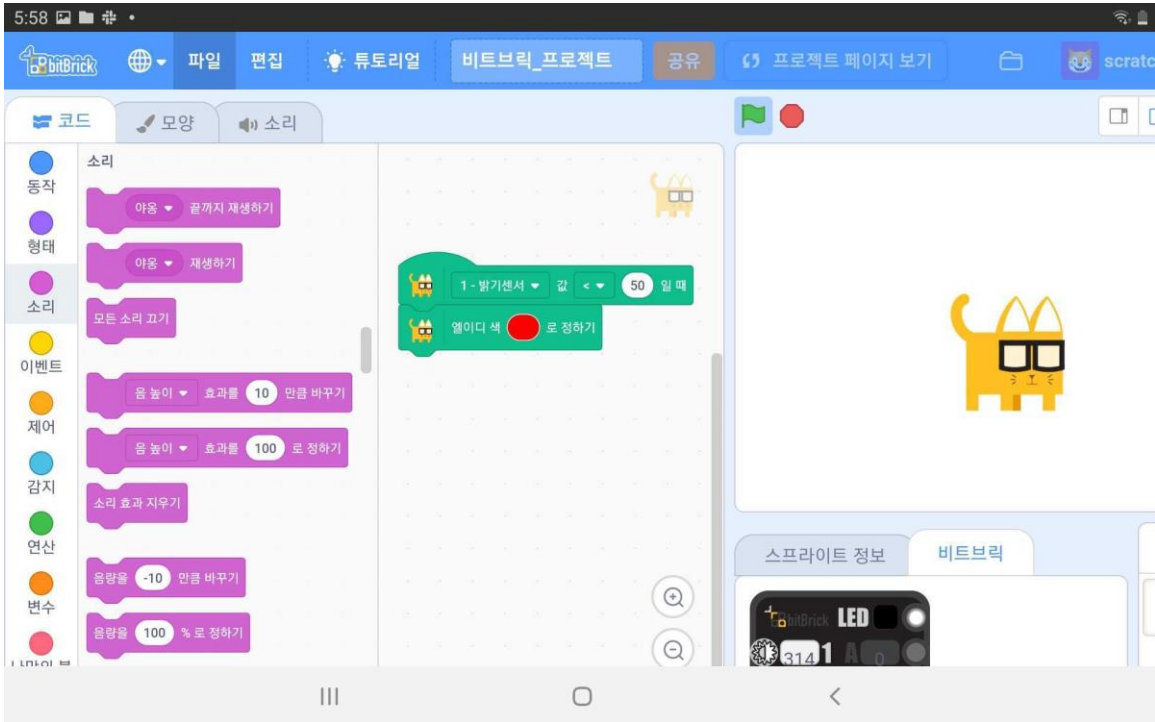 5:58
bitBrick
파일
편집
튜토리얼
비트브릭_프로젝트
공유
프로젝트 페이지 보기
scratc
코드
모양
소리
동작
형태
소리
이벤트
제어
감지
연산
변수
소리
야옹 끝까지 재생하기
야옹 재생하기
모든 소리 끄기
음 높이 효과를 10 만큼 바꾸기
음 높이 효과를 100 로 정하기
소리 효과 지우기
음량을 -10 만큼 바꾸기
음량을 100 % 로 정하기
1 - 밝기센서 값 < 50 일 때
엘이디 색 로 정하기
스프라이트 정보
비트브릭
bitBrick LED
314 1 A 0